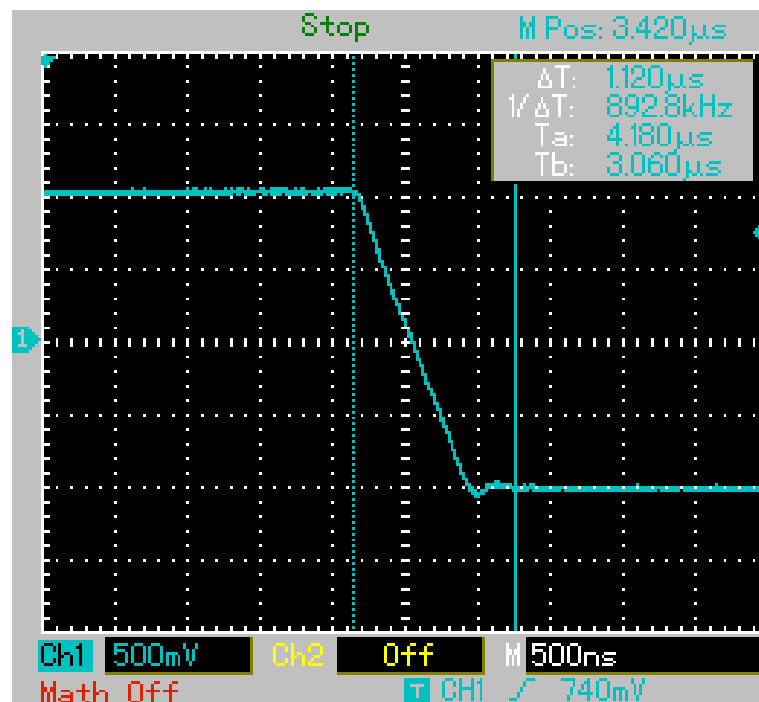 Stop M Pos: 3.420μs
ΔT: 1.120μs
1/ΔT: 892.8kHz
Ta: 4.180μs
Tb: 3.060μs
1
Ch1 500mV Ch2 Off M 500ns
Math Off T CH1 740mV